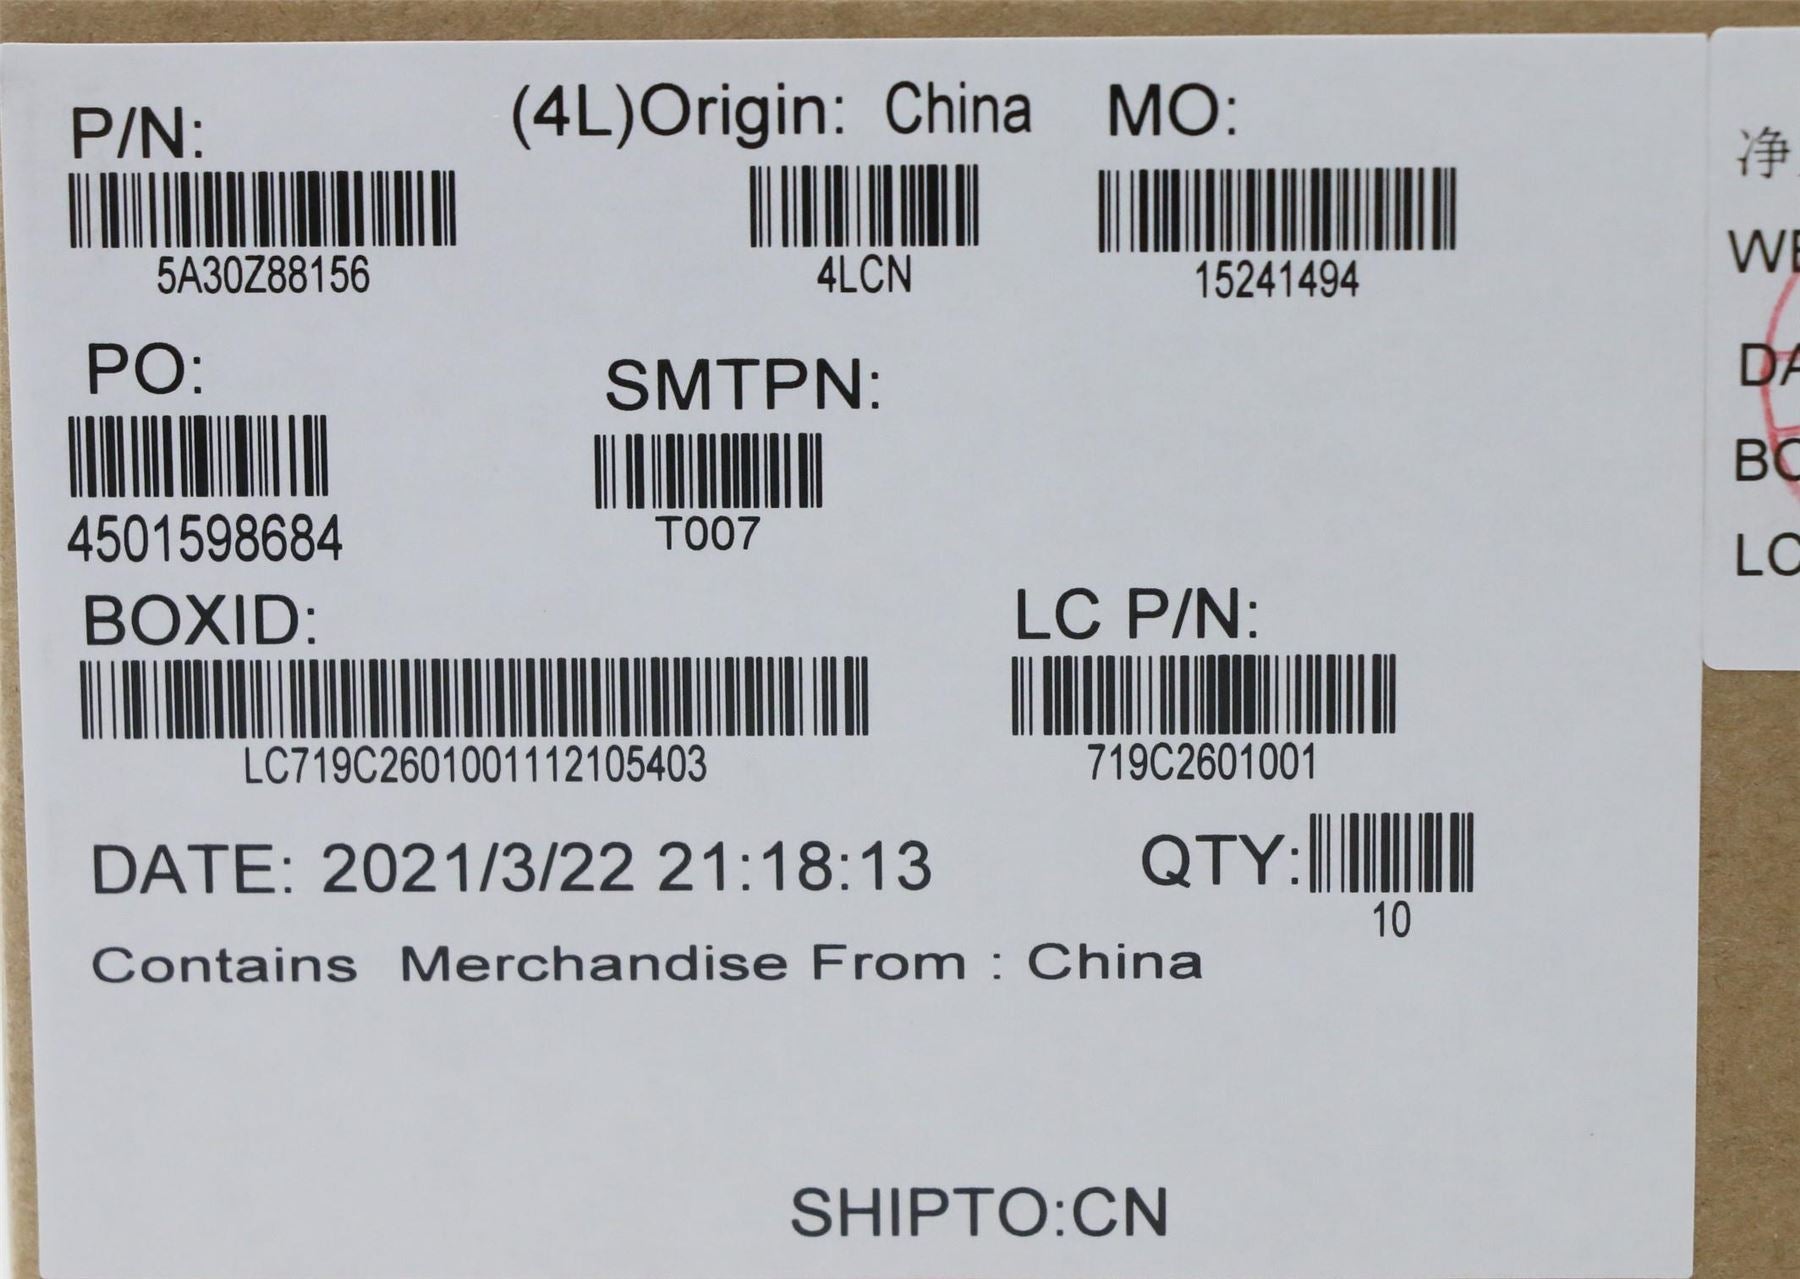 P/N: (4L)Origin: China MO:
5A30Z88156 4LCN 15241494
PO: SMTPN:
4501598684 T007
BOXID: LC P/N:
LC719C2601001112105403 719C2601001
DATE: 2021/3/22 21:18:13 QTY:
10
Contains Merchandise From : China
SHIPTO:CN
净
WE
DA
BO
LO